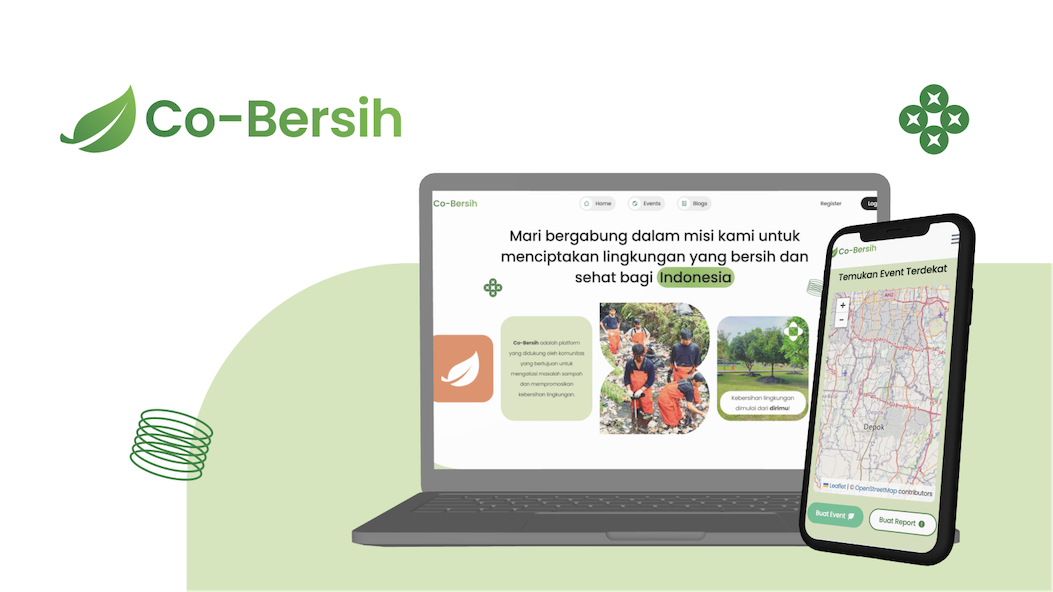 Co-Bersih
Co-Bersih
Home
Events
Blogs
Register
Log
Mari bergabung dalam misi kami untuk
menciptakan lingkungan yang bersih dan
sehat bagi Indonesia
Co-Bersih adalah platform
yang didukung oleh komunitas
yang bertujuan untuk
mengatasi masalah sampah
dan mempromosikan
kebersihan lingkungan.
Kebersihan lingkungan
dimulai dari dirimu!
Co-Bersih
Temukan Event Terdekat
+
-
Depok
Leaflet | © OpenStreetMap contributors
Buat Event
Buat Report